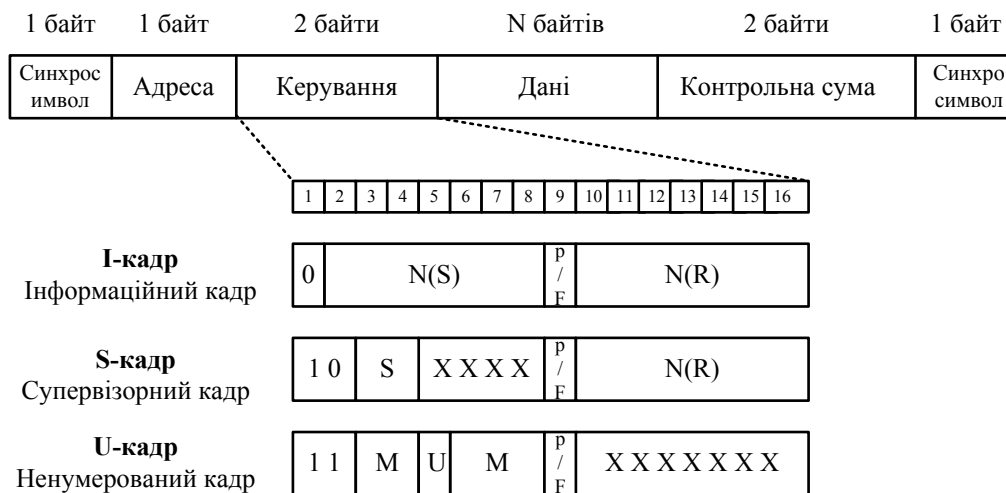 1 байт 1 байт 2 байти N байтів 2 байти 1 байт
Синхрос
имвол
Адреса
Керування
Дані
Контрольна сума
Синхро
символ
1 2 3 4 5 6 7 8 9 10 11 12 13 14 15 16
I-кадр
Інформаційний кадр
0
N(S)
p
/
F
N(R)
S-кадр
Супервізорний кадр
1 0
S
X X X X
p
/
F
N(R)
U-кадр
Ненумерований кадр
1 1
M
U
M
p
/
F
X X X X X X X